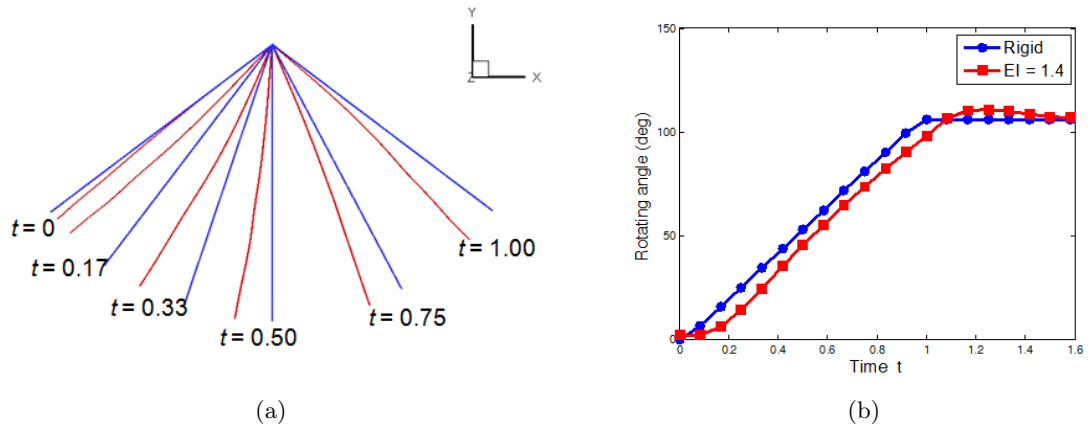 Y
Z
X
t = 0
t = 0.17
t = 0.33
t = 0.50
t = 0.75
t = 1.00
(a)
Rigid
EI = 1.4
Rotating angle (deg)
150
100
50
0
0 0.2 0.4 0.6 0.8 1 1.2 1.4 1.6
Time t
(b)